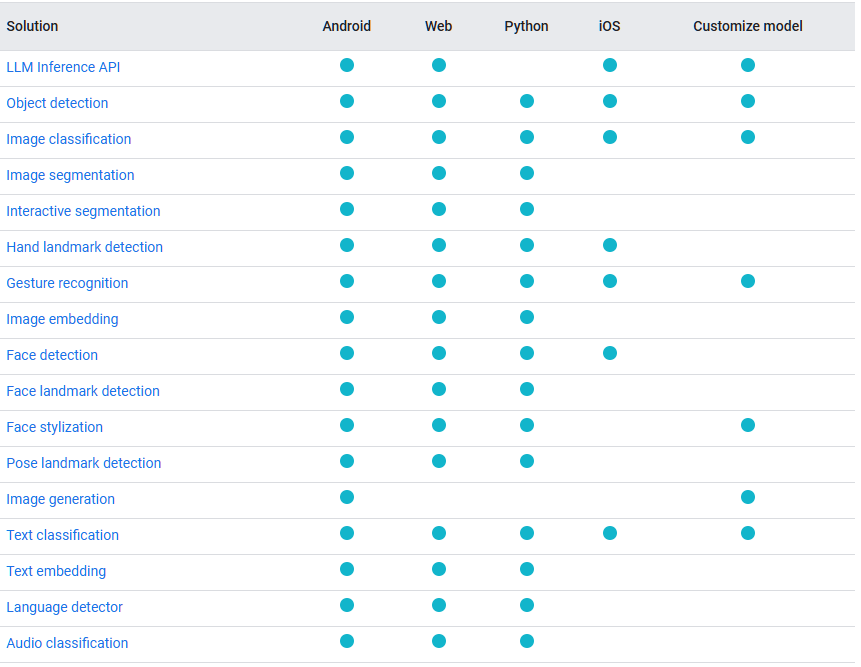 Solution Android Web Python iOS Customize model
LLM Inference API
Object detection
Image classification
Image segmentation
Interactive segmentation
Hand landmark detection
Gesture recognition
Image embedding
Face detection
Face landmark detection
Face stylization
Pose landmark detection
Image generation
Text classification
Text embedding
Language detector
Audio classification